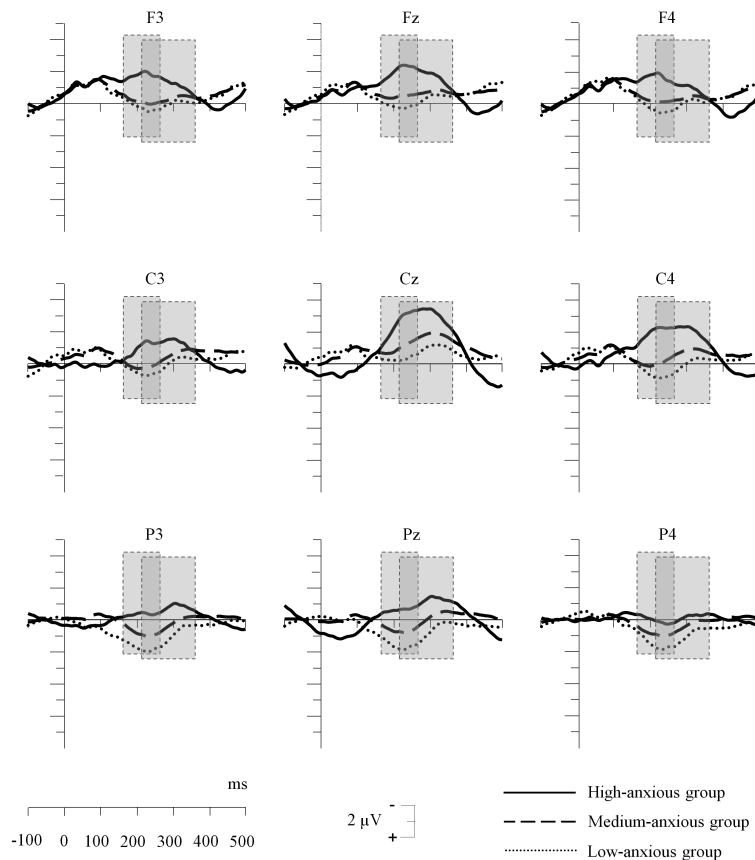 F3 Fz F4
C3 Cz C4
P3 Pz P4
ms
-100 0 100 200 300 400 500
-
2 µV
+
High-anxious group
Medium-anxious group
Low-anxious group